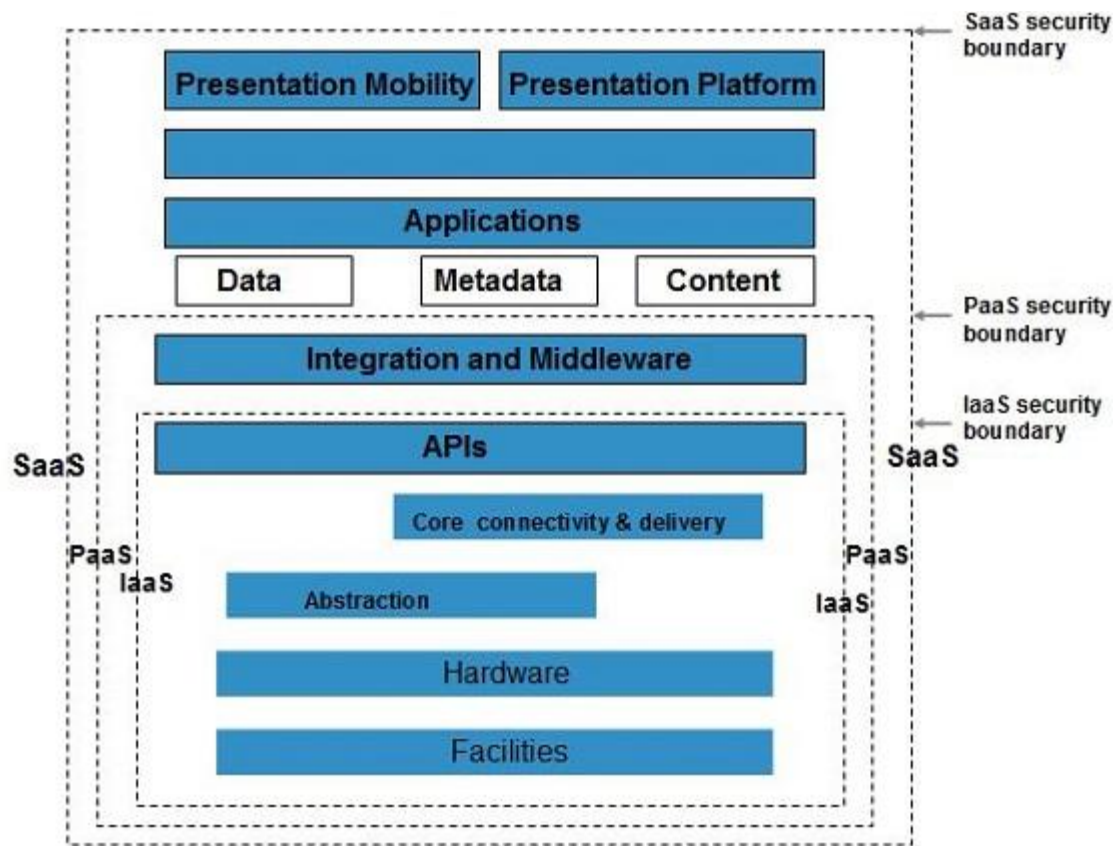 SaaS security
boundary
Presentation Mobility
Presentation Platform
Applications
Data
Metadata
Content
PaaS security
boundary
Integration and Middleware
IaaS security
boundary
APIs
SaaS
SaaS
Core connectivity & delivery
PaaS
PaaS
IaaS
IaaS
Abstraction
Hardware
Facilities